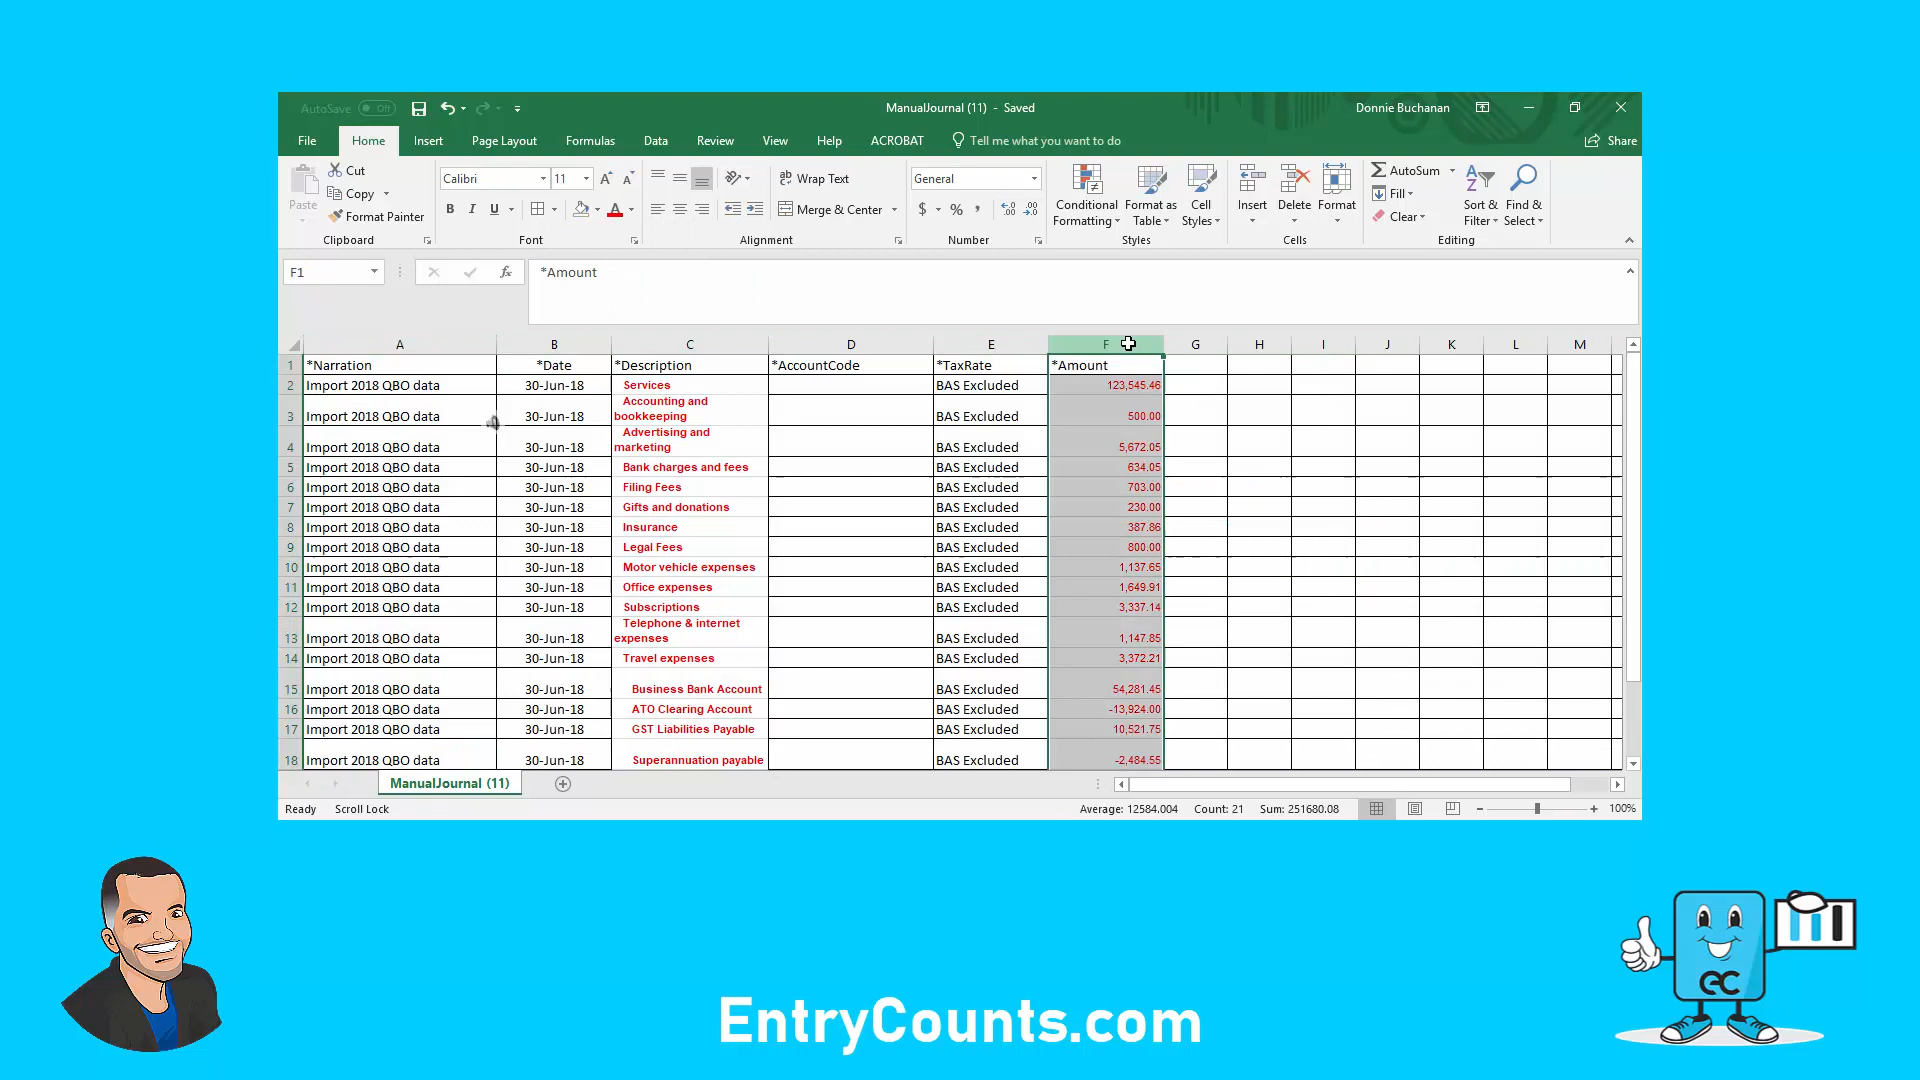 AutoSave Off
ManualJournal (11) - Saved
Donnie Buchanan
File Home Insert Page Layout Formulas Data Review View Help ACROBAT Tell me what you want to do Share
Paste
Cut
Copy
Format Painter
Clipboard
Calibri 11
B I U
Font
Wrap Text
Merge & Center
Alignment
General
$ % ,
Number
Conditional Formatting
Format as Table
Cell Styles
Styles
Insert Delete Format
Cells
AutoSum
Fill
Clear
Sort & Filter
Find & Select
Editing
F1 fx *Amount
A B C D E F G H I J K L M
1 *Narration *Date *Description *AccountCode *TaxRate *Amount
2 Import 2018 QBO data 30-Jun-18 Services BAS Excluded 123,545.46
3 Import 2018 QBO data 30-Jun-18 Accounting and bookkeeping BAS Excluded 500.00
4 Import 2018 QBO data 30-Jun-18 Advertising and marketing BAS Excluded 5,672.05
5 Import 2018 QBO data 30-Jun-18 Bank charges and fees BAS Excluded 634.05
6 Import 2018 QBO data 30-Jun-18 Filing Fees BAS Excluded 703.00
7 Import 2018 QBO data 30-Jun-18 Gifts and donations BAS Excluded 230.00
8 Import 2018 QBO data 30-Jun-18 Insurance BAS Excluded 387.86
9 Import 2018 QBO data 30-Jun-18 Legal Fees BAS Excluded 800.00
10 Import 2018 QBO data 30-Jun-18 Motor vehicle expenses BAS Excluded 1,137.65
11 Import 2018 QBO data 30-Jun-18 Office expenses BAS Excluded 1,649.91
12 Import 2018 QBO data 30-Jun-18 Subscriptions BAS Excluded 3,337.14
13 Import 2018 QBO data 30-Jun-18 Telephone & internet expenses BAS Excluded 1,147.85
14 Import 2018 QBO data 30-Jun-18 Travel expenses BAS Excluded 3,372.21
15 Import 2018 QBO data 30-Jun-18 Business Bank Account BAS Excluded 54,281.45
16 Import 2018 QBO data 30-Jun-18 ATO Clearing Account BAS Excluded -13,924.00
17 Import 2018 QBO data 30-Jun-18 GST Liabilities Payable BAS Excluded 10,521.75
18 Import 2018 QBO data 30-Jun-18 Superannuation payable BAS Excluded -2,484.55
ManualJournal (11)
Ready Scroll Lock Average: 12584.004 Count: 21 Sum: 251680.08 100%
ec
EntryCounts.com